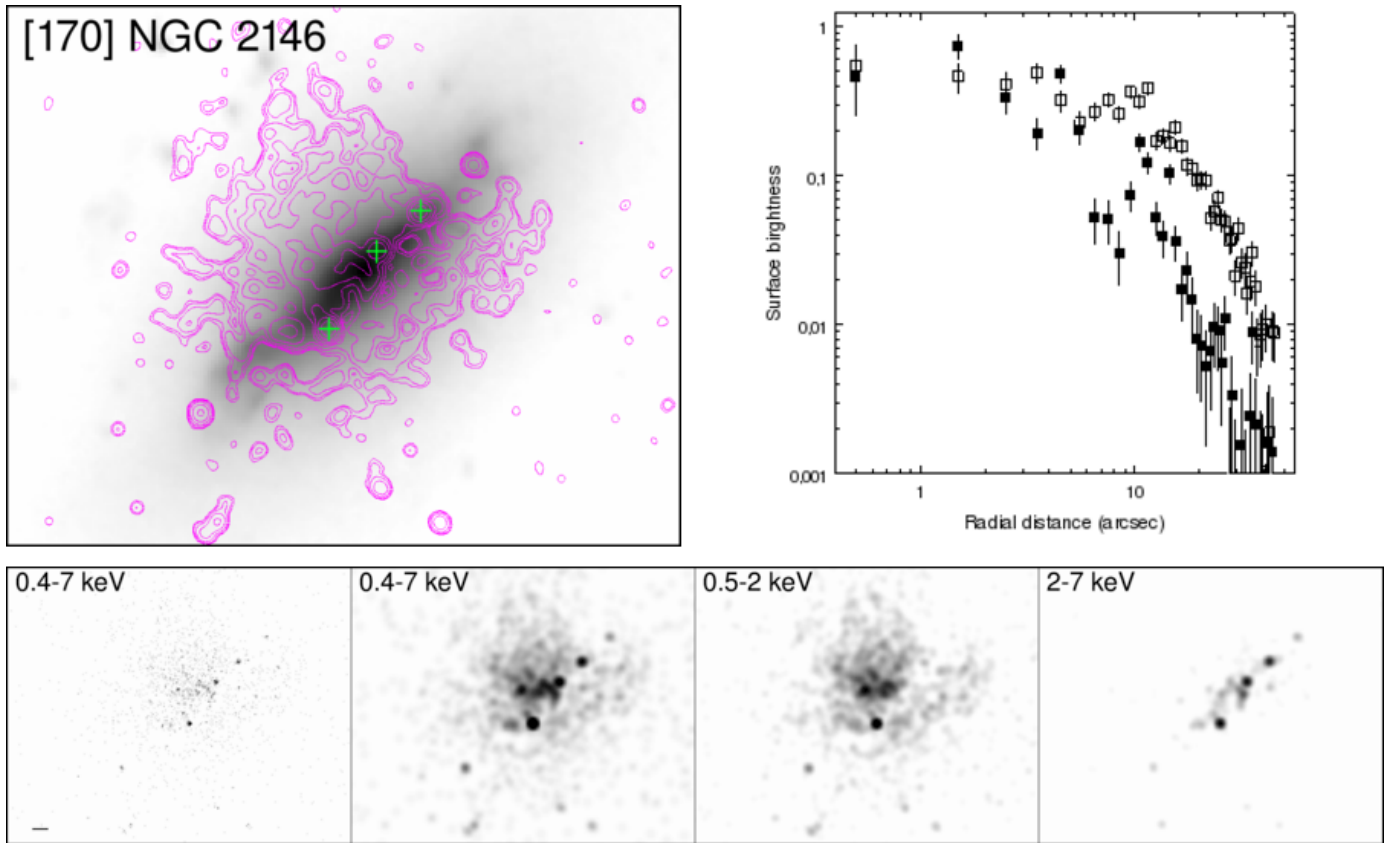 [170] NGC 2146
1
0.1
0,01
0,001
Surface birghtness
1
10
Radial distance (arcsec)
0.4-7 keV
0.4-7 keV
0.5-2 keV
2-7 keV